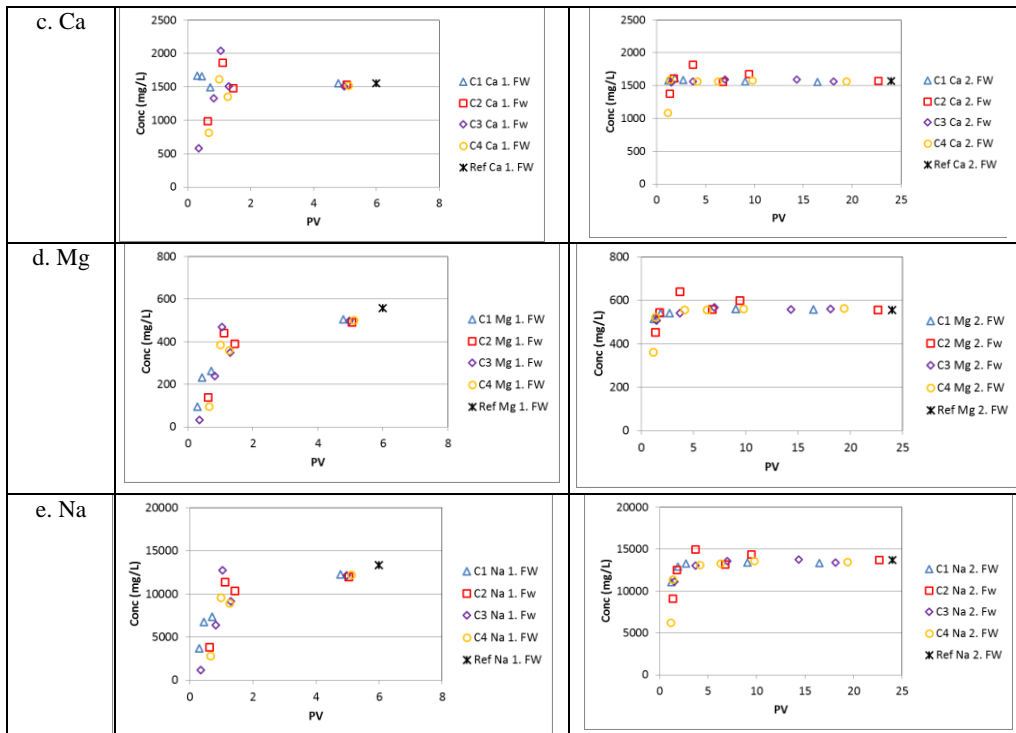 c. Ca
2500
2000
1500
1000
500
0
0 2 4 6 8
Conc (mg/L)
PV
C1 Ca 1. FW
C2 Ca 1. Fw
C3 Ca 1. Fw
C4 Ca 1. FW
Ref Ca 1. FW
2500
2000
1500
1000
500
0
0 5 10 15 20 25
Conc (mg/L)
PV
C1 Ca 2. FW
C2 Ca 2. Fw
C3 Ca 2. Fw
C4 Ca 2. FW
Ref Ca 2. FW
d. Mg
800
600
400
200
0
0 2 4 6 8
Conc (mg/L)
PV
C1 Mg 1. FW
C2 Mg 1. Fw
C3 Mg 1. Fw
C4 Mg 1. FW
Ref Mg 1. FW
800
600
400
200
0
0 5 10 15 20 25
Conc (mg/L)
PV
C1 Mg 2. FW
C2 Mg 2. Fw
C3 Mg 2. Fw
C4 Mg 2. FW
Ref Mg 2. FW
e. Na
20000
15000
10000
5000
0
0 2 4 6 8
Conc (mg/L)
PV
C1 Na 1. FW
C2 Na 1. Fw
C3 Na 1. Fw
C4 Na 1. FW
Ref Na 1. FW
20000
15000
10000
5000
0
0 5 10 15 20 25
Conc (mg/L)
PV
C1 Na 2. FW
C2 Na 2. Fw
C3 Na 2. Fw
C4 Na 2. FW
Ref Na 2. FW